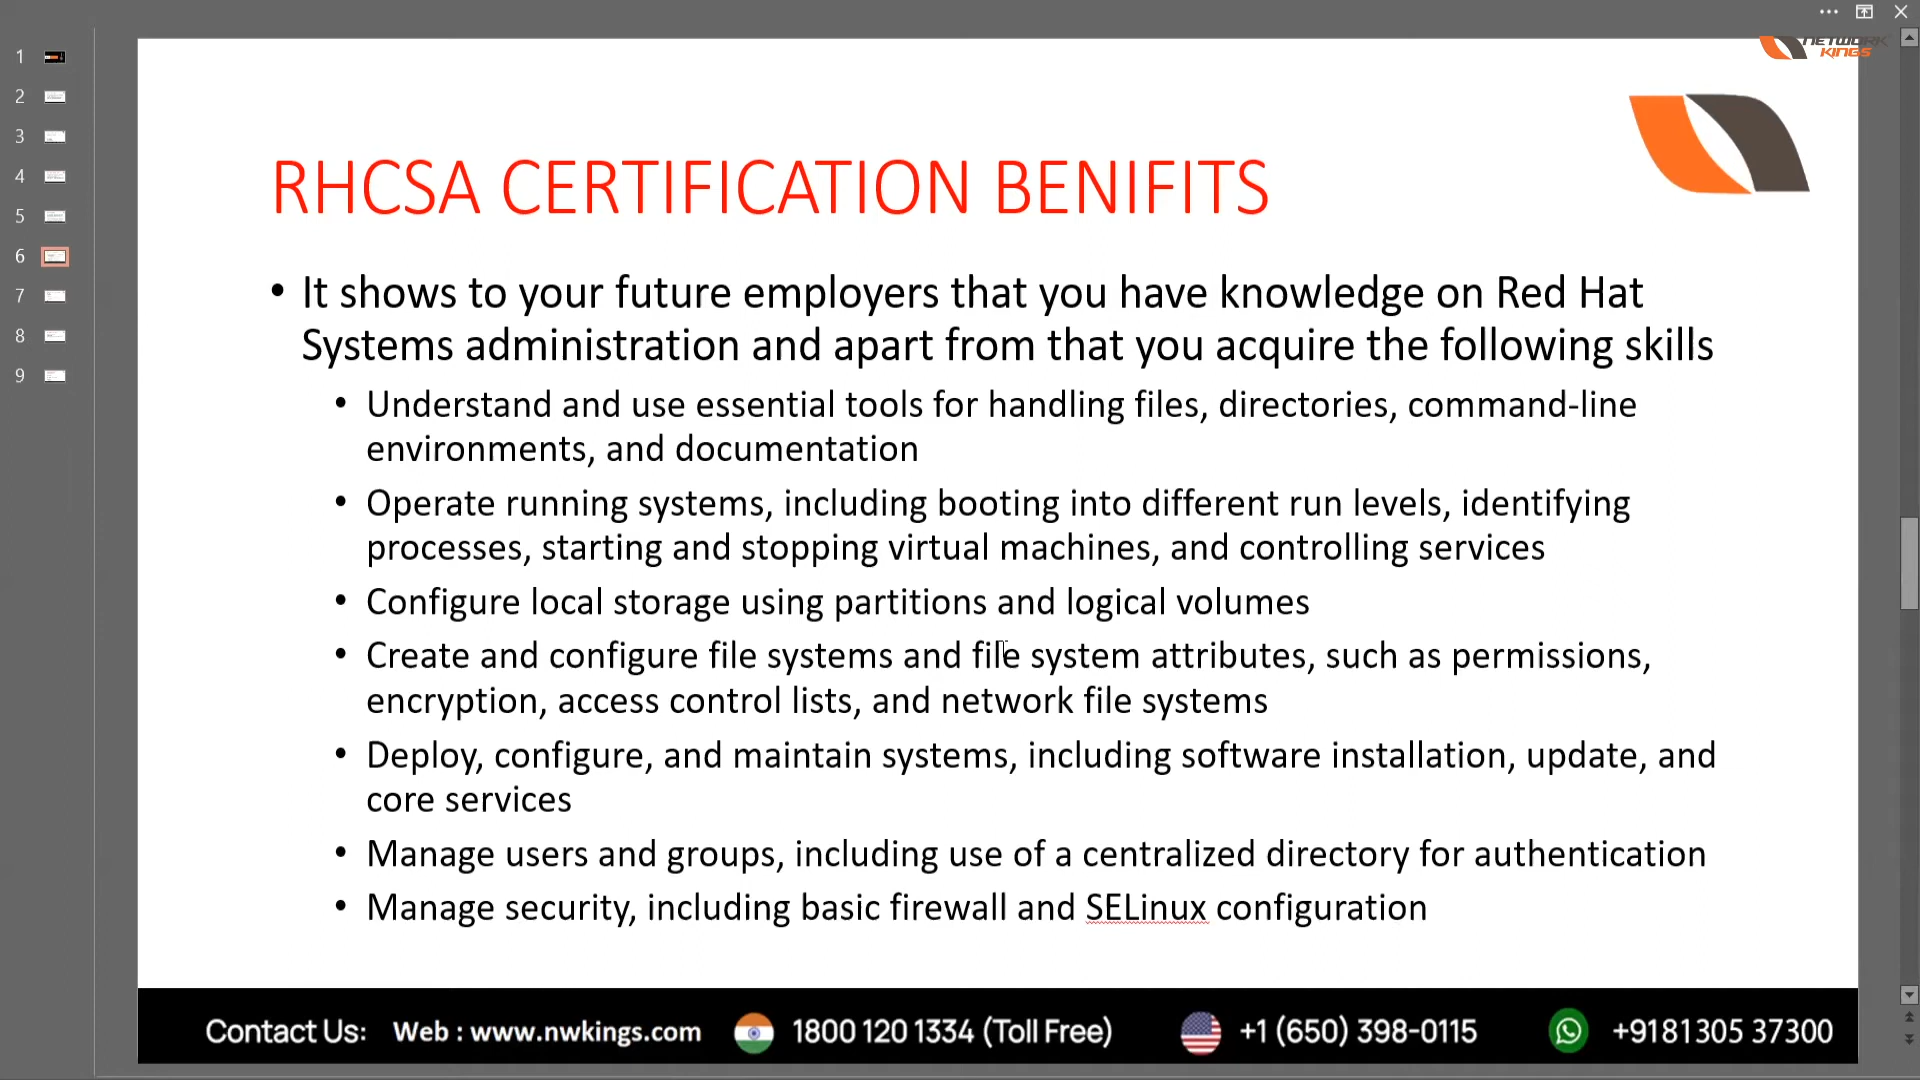 NETWORK
KINGS
1
2
3
4
5
6
7
8
9
RHCSA CERTIFICATION BENIFITS
• It shows to your future employers that you have knowledge on Red Hat
Systems administration and apart from that you acquire the following skills
• Understand and use essential tools for handling files, directories, command-line
environments, and documentation
• Operate running systems, including booting into different run levels, identifying
processes, starting and stopping virtual machines, and controlling services
• Configure local storage using partitions and logical volumes
• Create and configure file systems and file system attributes, such as permissions,
encryption, access control lists, and network file systems
• Deploy, configure, and maintain systems, including software installation, update, and
core services
• Manage users and groups, including use of a centralized directory for authentication
• Manage security, including basic firewall and SELinux configuration
Contact Us: Web : www.nwkings.com 1800 120 1334 (Toll Free) +1 (650) 398-0115 +9181305 37300